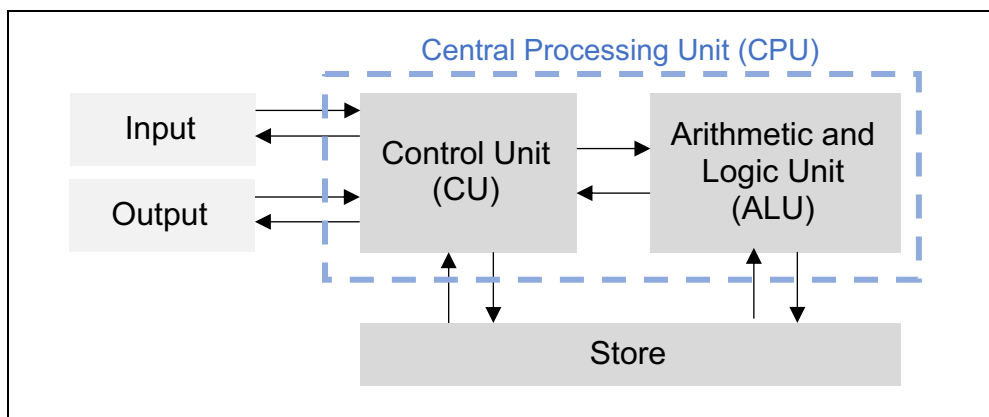 Central Processing Unit (CPU)
Input
Output
Control Unit
(CU)
Arithmetic and
Logic Unit
(ALU)
Store